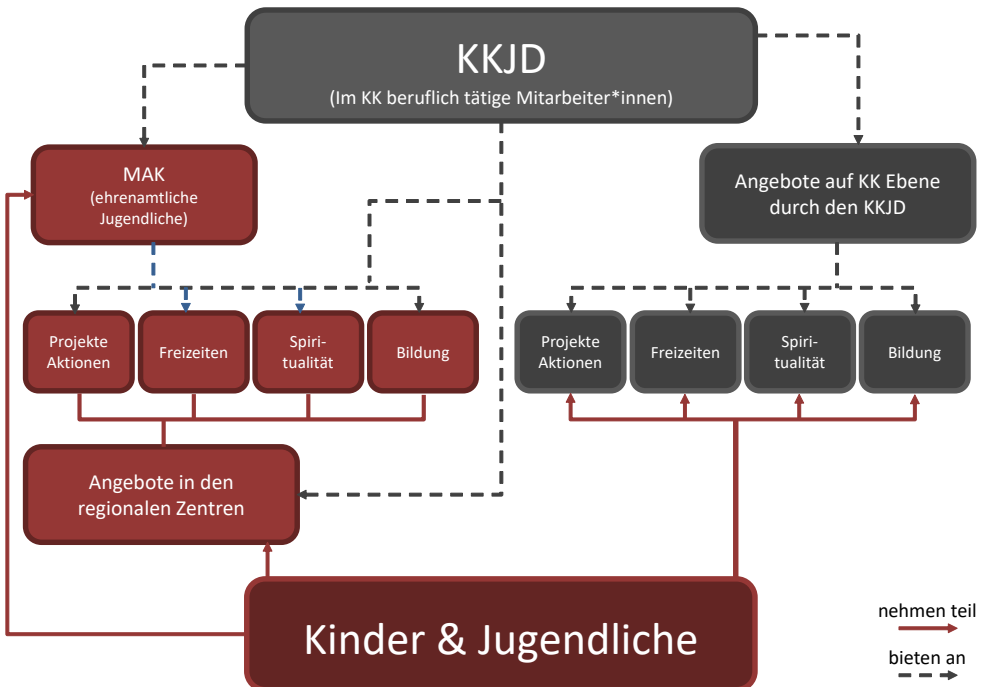 KKJD
(Im KK beruflich tätige Mitarbeiter*innen)
MAK
(ehrenamtliche
Jugendliche)
Angebote auf KK Ebene
durch den KKJD
Projekte
Aktionen
Freizeiten
Spiri-
tualität
Bildung
Projekte
Aktionen
Freizeiten
Spiri-
tualität
Bildung
Angebote in den
regionalen Zentren
Kinder & Jugendliche
nehmen teil
bieten an